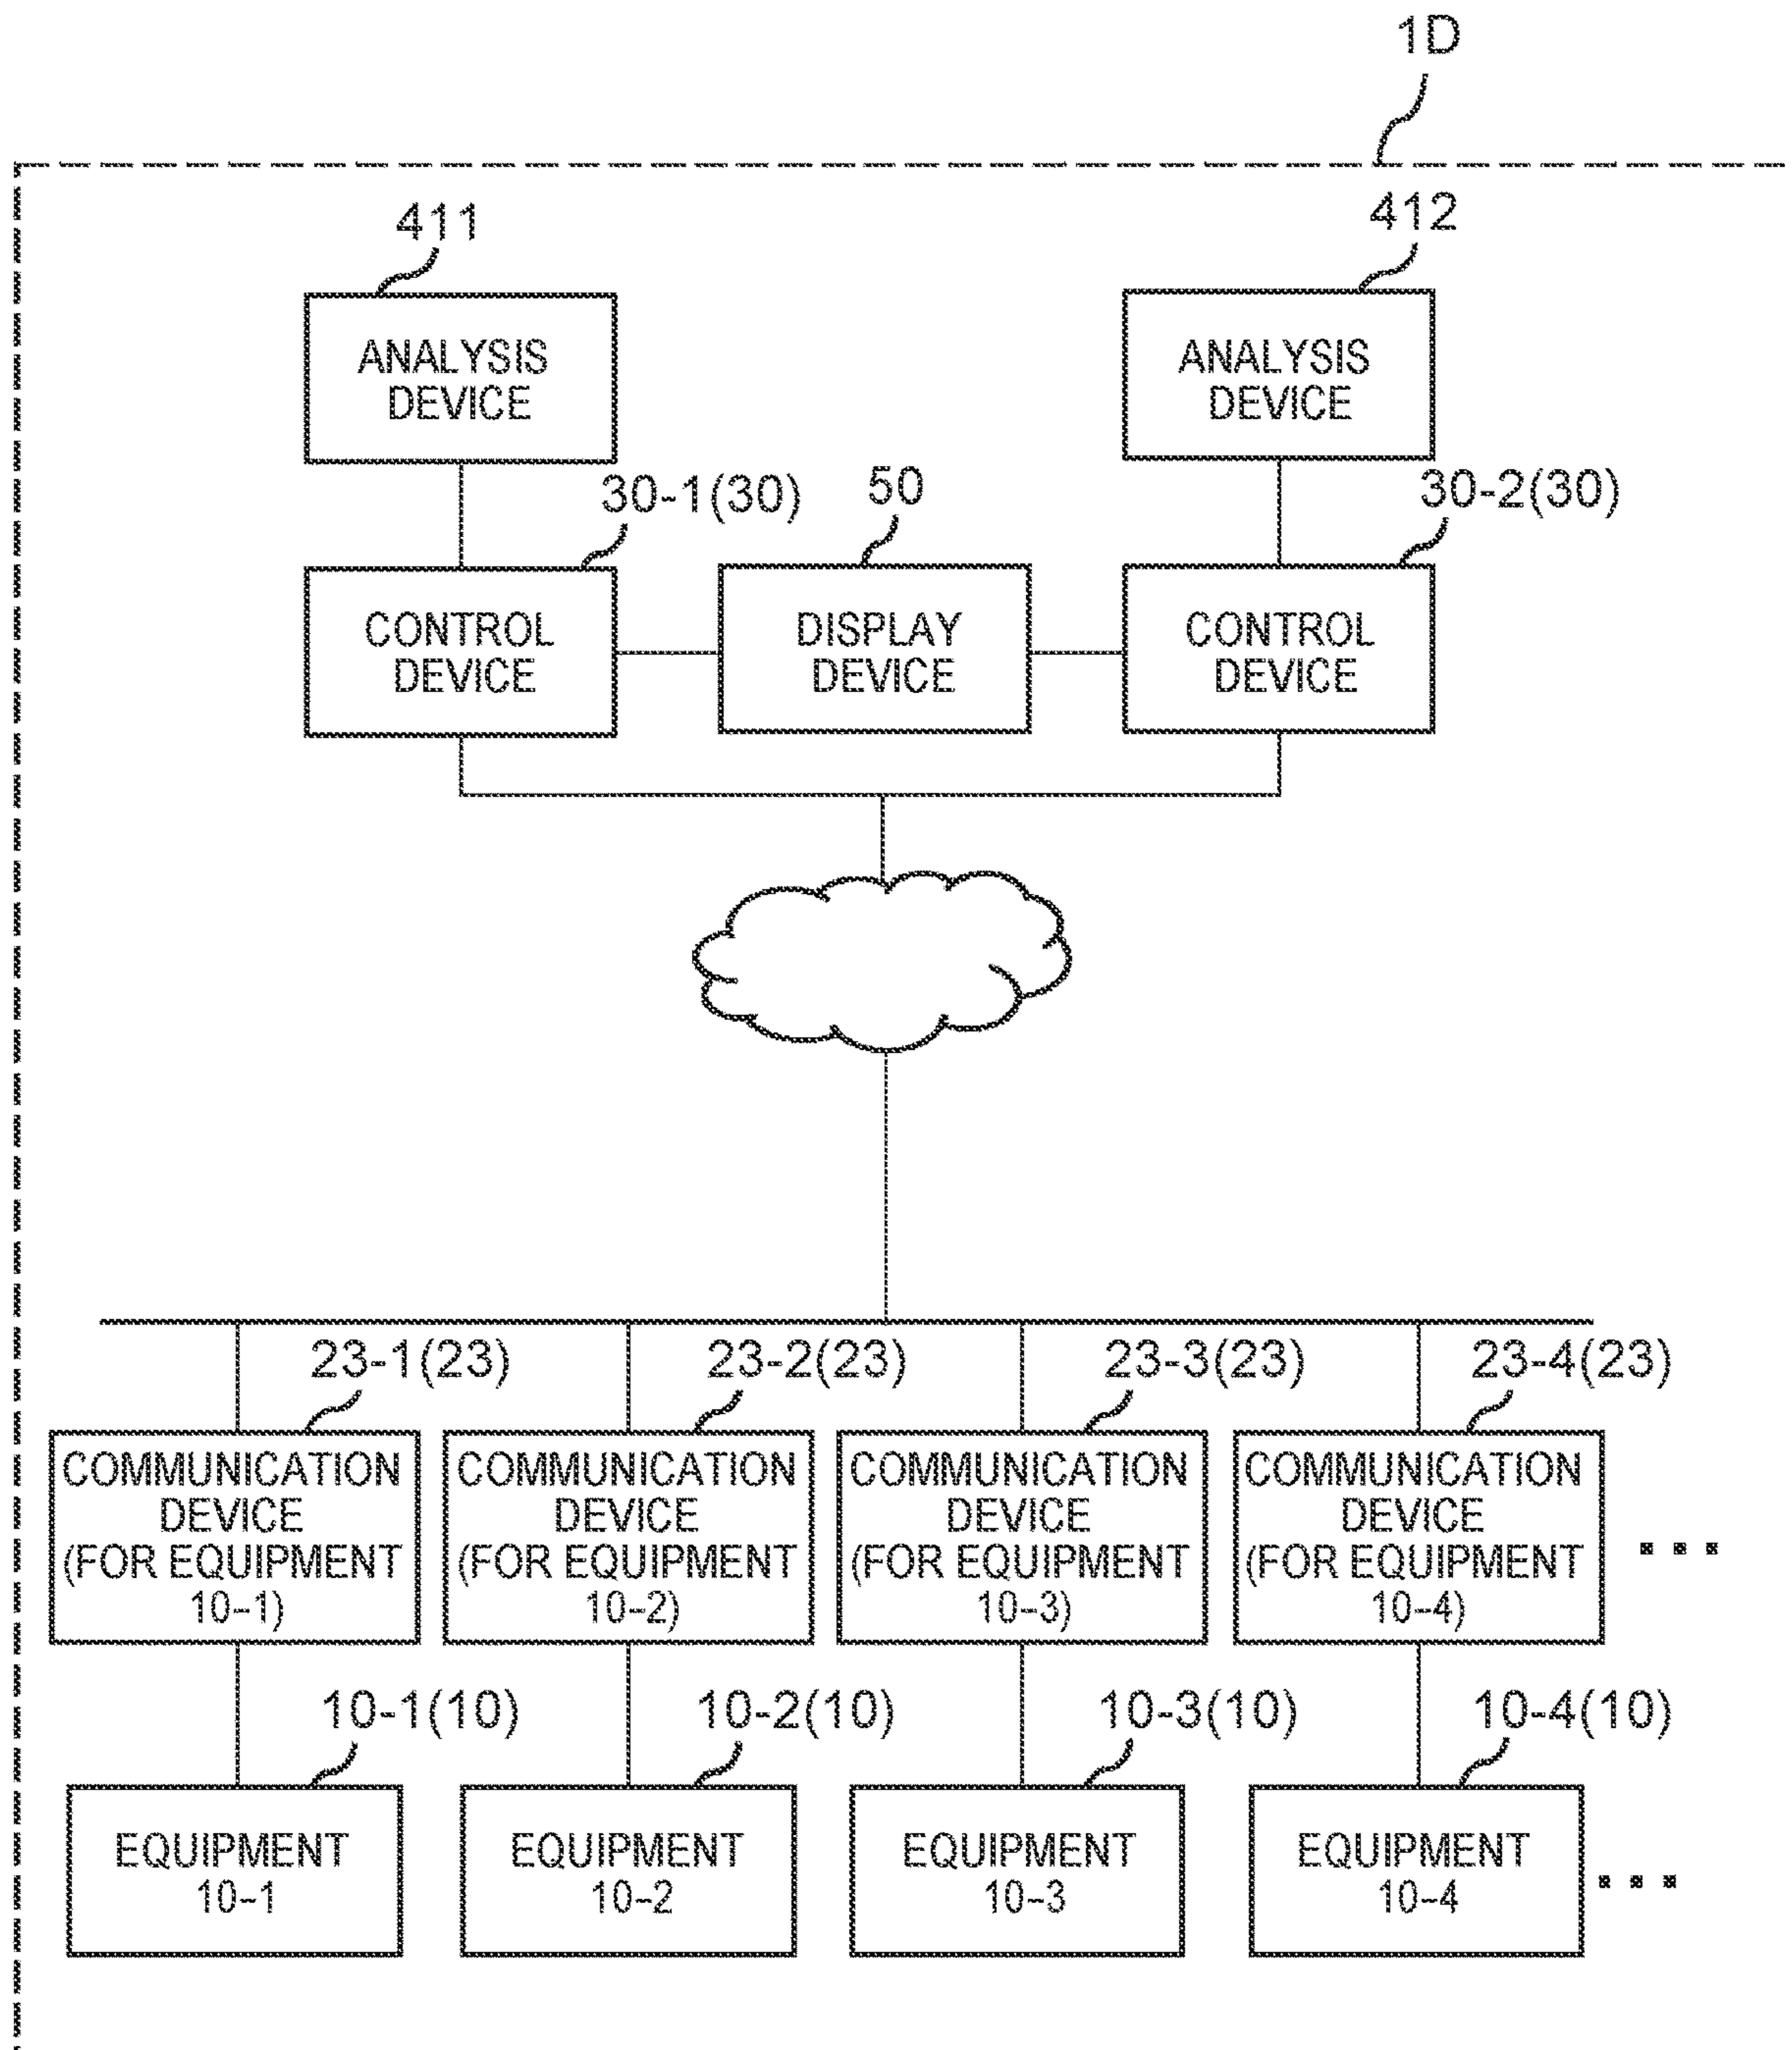 1D
411
412
ANALYSIS
DEVICE
ANALYSIS
DEVICE
30-1(30)
50
30-2(30)
CONTROL
DEVICE
DISPLAY
DEVICE
CONTROL
DEVICE
23-1(23)
23-2(23)
23-3(23)
23-4(23)
COMMUNICATION
DEVICE
(FOR EQUIPMENT
10-1)
COMMUNICATION
DEVICE
(FOR EQUIPMENT
10-2)
COMMUNICATION
DEVICE
(FOR EQUIPMENT
10-3)
COMMUNICATION
DEVICE
(FOR EQUIPMENT
10-4)
...
10-1(10)
10-2(10)
10-3(10)
10-4(10)
EQUIPMENT
10-1
EQUIPMENT
10-2
EQUIPMENT
10-3
EQUIPMENT
10-4
...